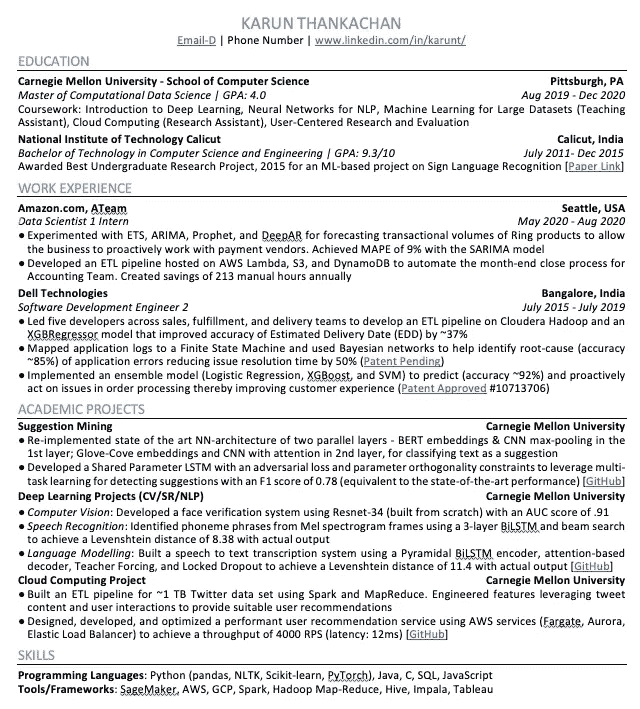 KARUN THANKACHAN
Email-D | Phone Number | www.linkedin.com/in/karunt/
EDUCATION
Carnegie Mellon University - School of Computer Science Pittsburgh, PA
Master of Computational Data Science | GPA: 4.0 Aug 2019 - Dec 2020
Coursework: Introduction to Deep Learning, Neural Networks for NLP, Machine Learning for Large Datasets (Teaching
Assistant), Cloud Computing (Research Assistant), User-Centered Research and Evaluation
National Institute of Technology Calicut Calicut, India
Bachelor of Technology in Computer Science and Engineering | GPA: 9.3/10 July 2011- Dec 2015
Awarded Best Undergraduate Research Project, 2015 for an ML-based project on Sign Language Recognition [Paper Link]
WORK EXPERIENCE
Amazon.com, ATeam Seattle, USA
Data Scientist 1 Intern May 2020 - Aug 2020
● Experimented with ETS, ARIMA, Prophet, and DeepAR for forecasting transactional volumes of Ring products to allow
the business to proactively work with payment vendors. Achieved MAPE of 9% with the SARIMA model
● Developed an ETL pipeline hosted on AWS Lambda, S3, and DynamoDB to automate the month-end close process for
Accounting Team. Created savings of 213 manual hours annually
Dell Technologies Bangalore, India
Software Development Engineer 2 July 2015 - July 2019
● Led five developers across sales, fulfillment, and delivery teams to develop an ETL pipeline on Cloudera Hadoop and an
XGBRegressor model that improved accuracy of Estimated Delivery Date (EDD) by ~37%
● Mapped application logs to a Finite State Machine and used Bayesian networks to help identify root-cause (accuracy
~85%) of application errors reducing issue resolution time by 50% (Patent Pending)
● Implemented an ensemble model (Logistic Regression, XGBoost, and SVM) to predict (accuracy ~92%) and proactively
act on issues in order processing thereby improving customer experience (Patent Approved #10713706)
ACADEMIC PROJECTS
Suggestion Mining Carnegie Mellon University
● Re-implemented state of the art NN-architecture of two parallel layers - BERT embeddings & CNN max-pooling in the
1st layer; Glove-Cove embeddings and CNN with attention in 2nd layer, for classifying text as a suggestion
● Developed a Shared Parameter LSTM with an adversarial loss and parameter orthogonality constraints to leverage multi-
task learning for detecting suggestions with an F1 score of 0.78 (equivalent to the state-of-the-art performance) [GitHub]
Deep Learning Projects (CV/SR/NLP) Carnegie Mellon University
● Computer Vision: Developed a face verification system using Resnet-34 (built from scratch) with an AUC score of .91
● Speech Recognition: Identified phoneme phrases from Mel spectrogram frames using a 3-layer BiLSTM and beam search
to achieve a Levenshtein distance of 8.38 with actual output
● Language Modelling: Built a speech to text transcription system using a Pyramidal BiLSTM encoder, attention-based
decoder, Teacher Forcing, and Locked Dropout to achieve a Levenshtein distance of 11.4 with actual output [GitHub]
Cloud Computing Project Carnegie Mellon University
● Built an ETL pipeline for ~1 TB Twitter data set using Spark and MapReduce. Engineered features leveraging tweet
content and user interactions to provide suitable user recommendations
● Designed, developed, and optimized a performant user recommendation service using AWS services (Fargate, Aurora,
Elastic Load Balancer) to achieve a throughput of 4000 RPS (latency: 12ms) [GitHub]
SKILLS
Programming Languages: Python (pandas, NLTK, Scikit-learn, PyTorch), Java, C, SQL, JavaScript
Tools/Frameworks: SageMaker, AWS, GCP, Spark, Hadoop Map-Reduce, Hive, Impala, Tableau